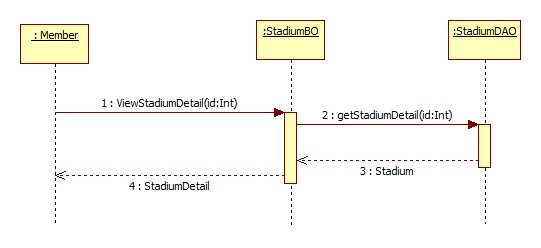 : Member
:StadiumBO
:StadiumDAO
1 : ViewStadiumDetail(id:Int)
2 : getStadiumDetail(id:Int)
3 : Stadium
4 : StadiumDetail